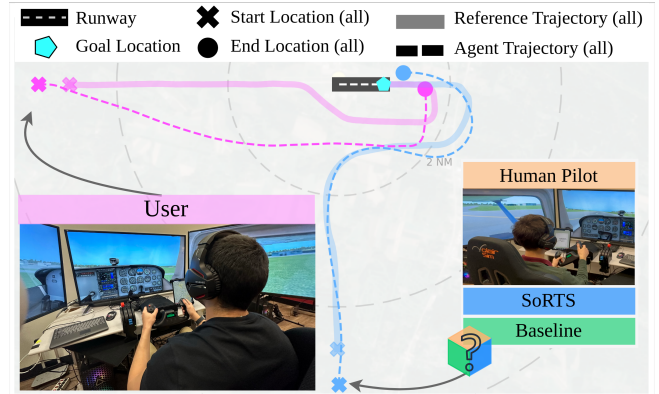 Runway
Start Location (all)
Reference Trajectory (all)
Goal Location
End Location (all)
Agent Trajectory (all)
2 NM
User
Human Pilot
SoRTS
Baseline
?